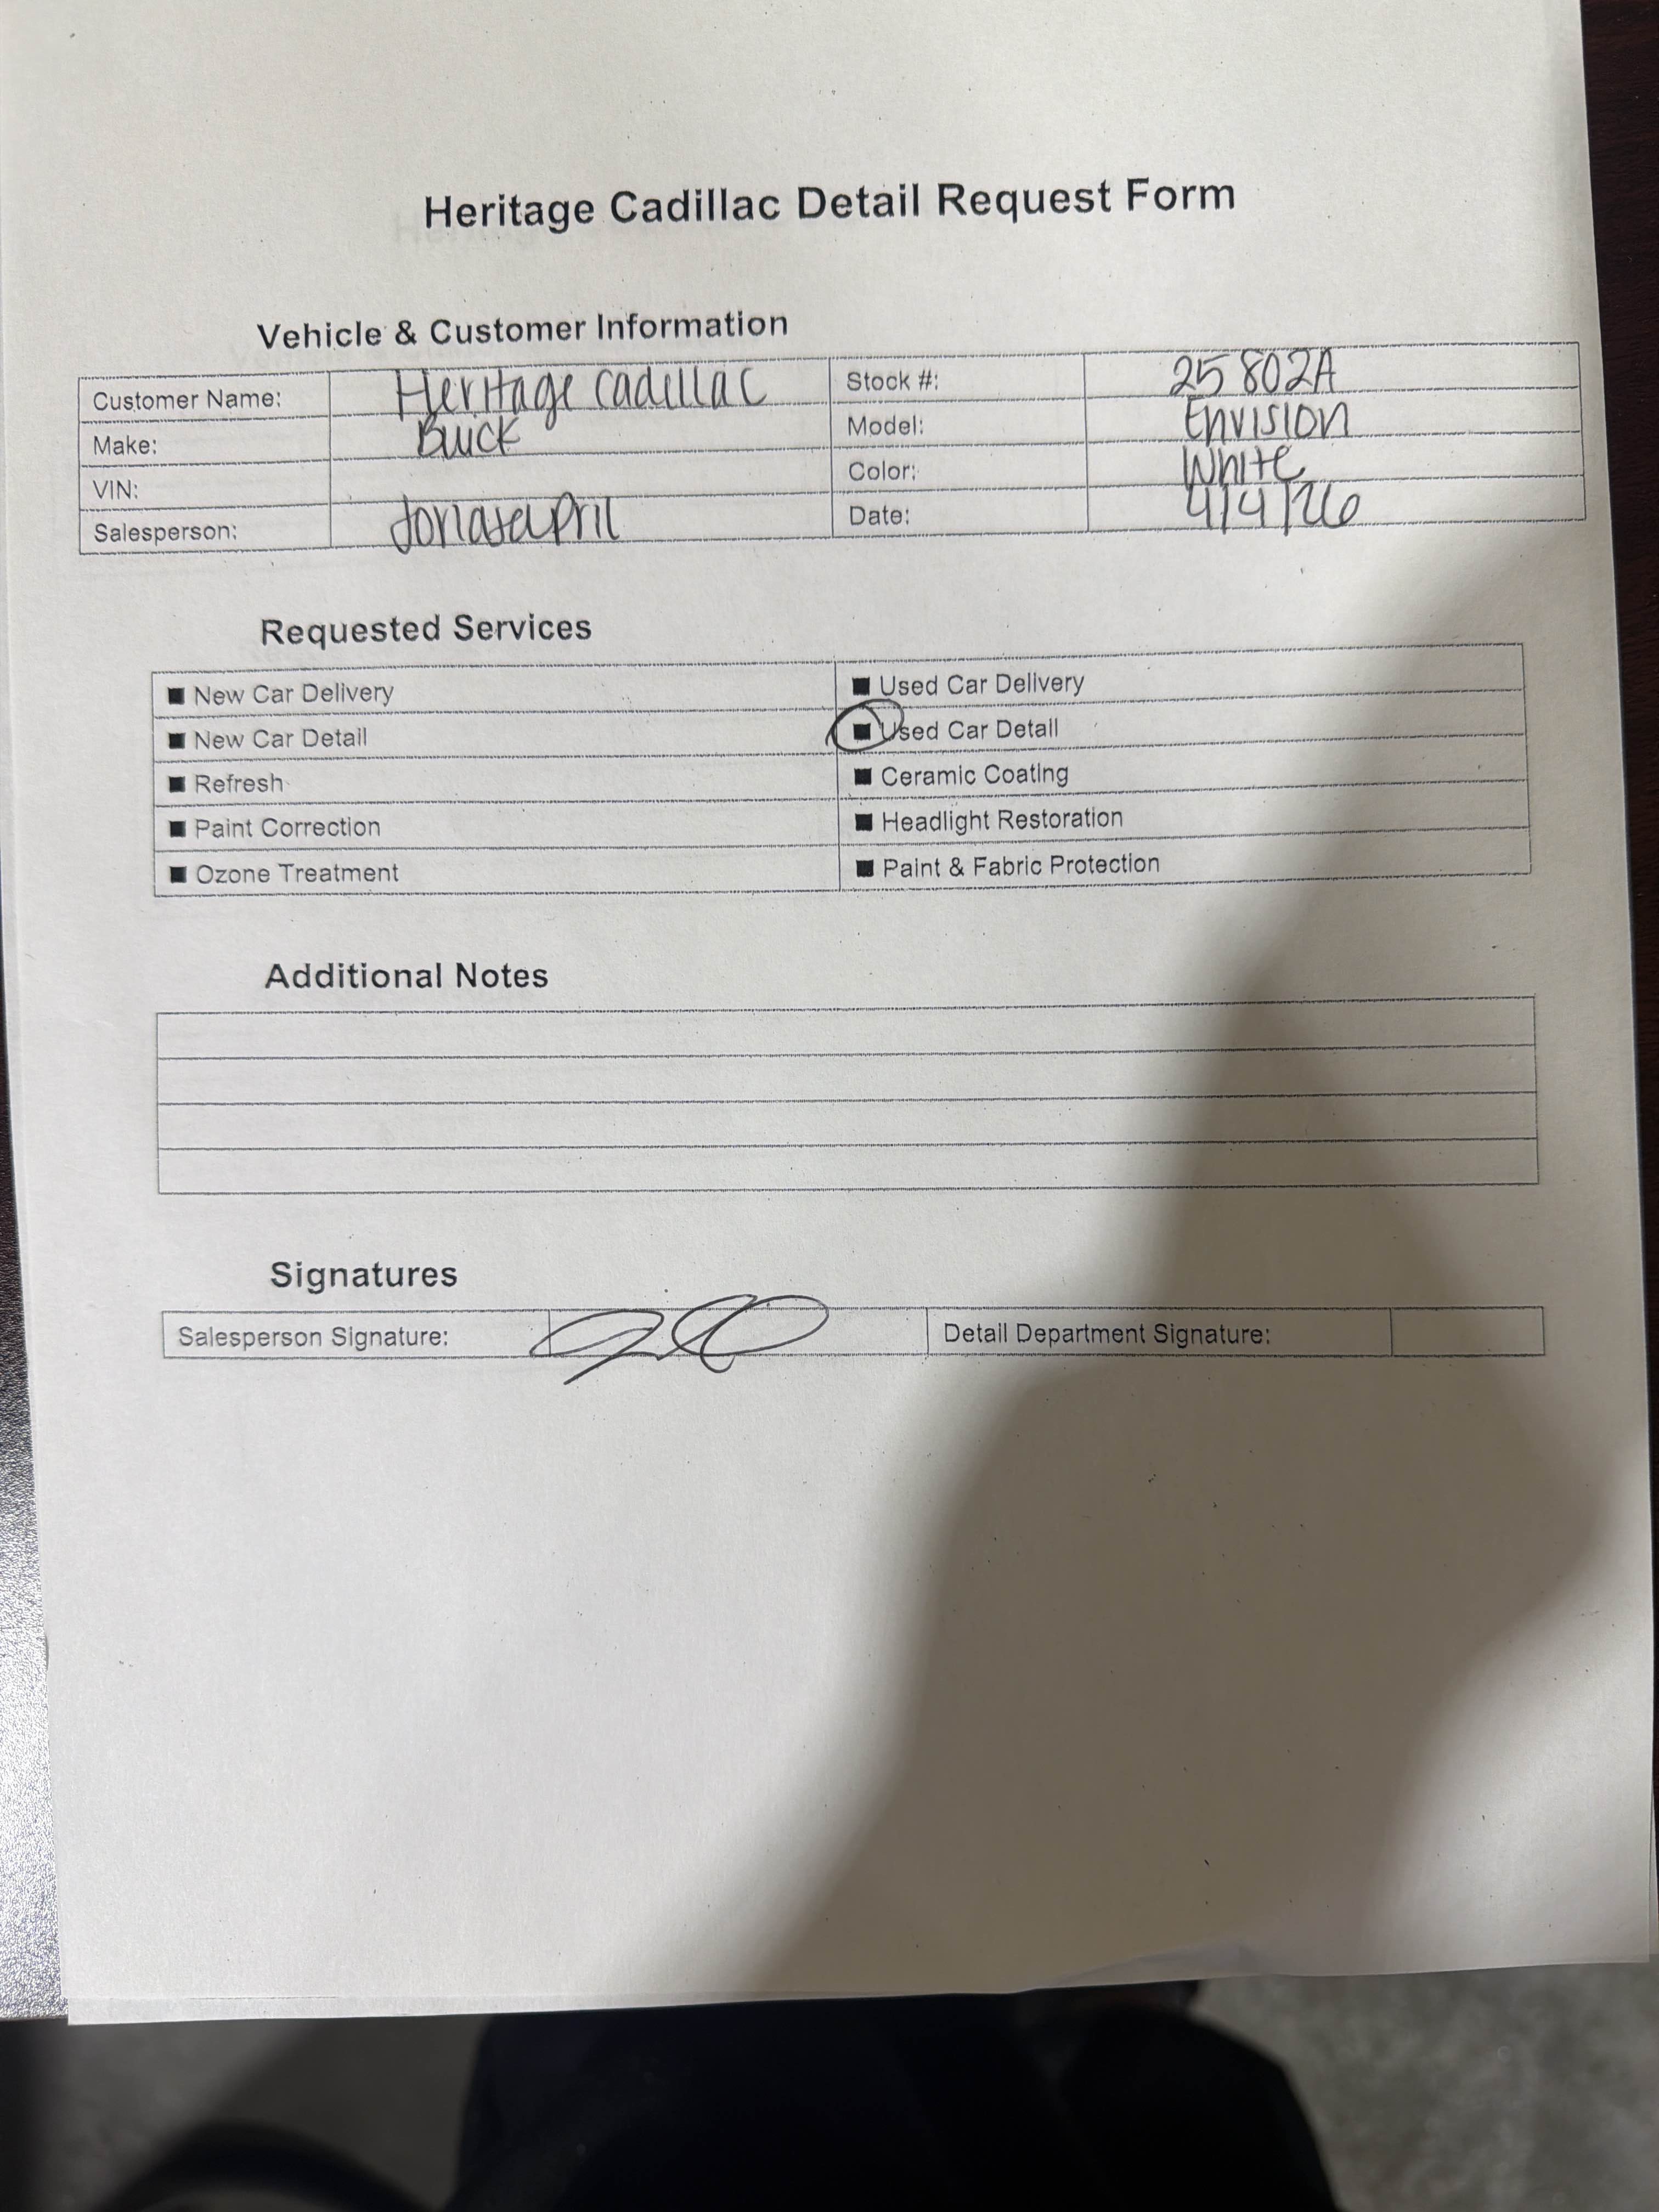 Heritage Cadillac Detail Request Form
Vehicle & Customer Information
Customer Name: Heritage Cadillac Stock #: 25802A
Make: Buick Model: Envision
VIN: Color: White
Salesperson: Date: 4/4/26
Requested Services
■ New Car Delivery ■ Used Car Delivery
■ New Car Detail ■ Used Car Detail
■ Refresh ■ Ceramic Coating
■ Paint Correction ■ Headlight Restoration
■ Ozone Treatment ■ Paint & Fabric Protection
Additional Notes
Signatures
Salesperson Signature: Detail Department Signature: